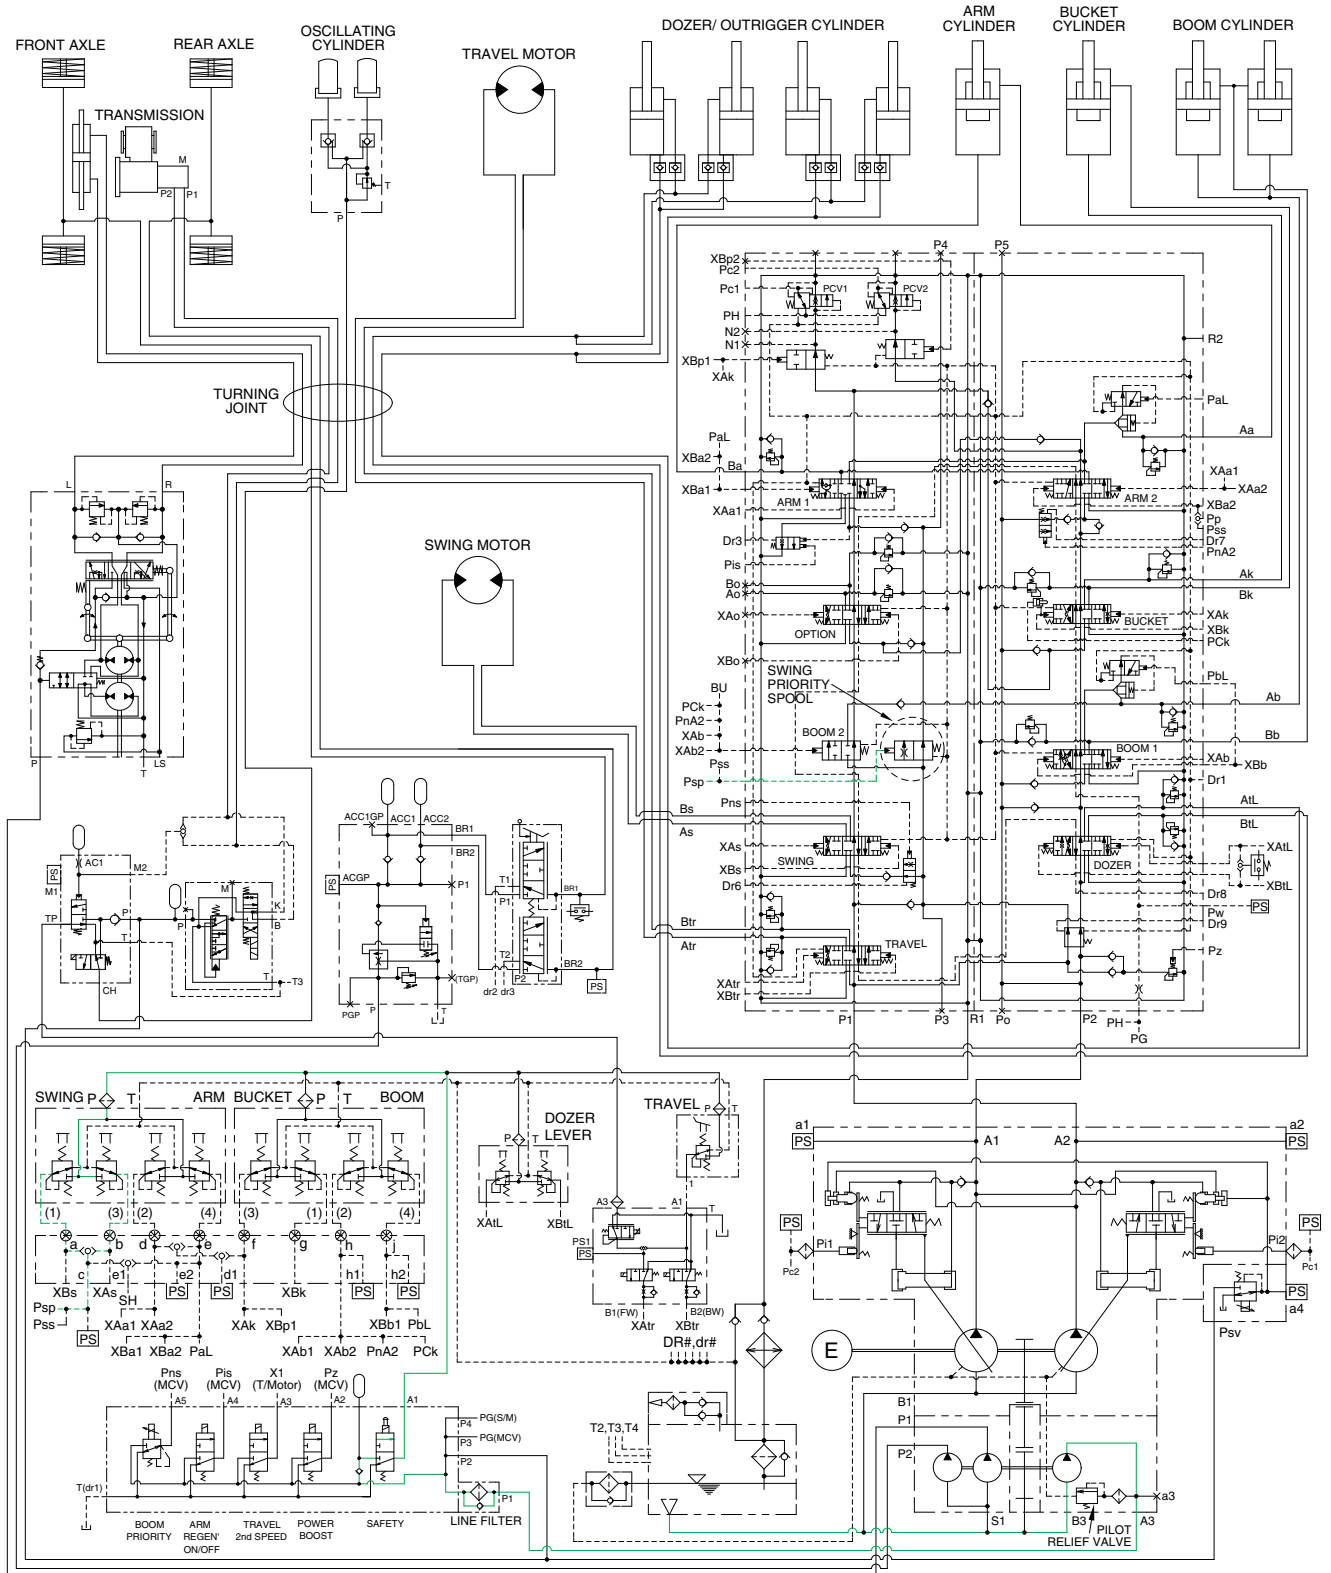 FRONT AXLE
REAR AXLE
OSCILLATING
CYLINDER
TRAVEL MOTOR
DOZER/ OUTRIGGER CYLINDER
ARM
CYLINDER
BUCKET
CYLINDER
BOOM CYLINDER
TRANSMISSION
M
P2
P1
T
P
TURNING
JOINT
XBp2
Pc2
Pc1
PH
N2
N1
XBp1
XAk
P4
P5
PCV1
PCV2
R2
PaL
Aa
PaL
XBa2
Ba
XBa1
XAa1
ARM 1
ARM 2
XAa1
XAa2
XBa2
Pp
Pss
Dr7
PnA2
Dr3
Pis
Bo
Ao
XAo
OPTION
XBo
Ak
Bk
XAk
XBk
PCk
BUCKET
SWING
PRIORITY
SPOOL
BU
PCk
PnA2
XAb
XAb2
BOOM 2
PbL
Ab
Bb
BOOM 1
XAb
XBb
Pss
Psp
Dr1
Pns
Bs
As
XAs
SWING
XBs
Dr6
AtL
BtL
DOZER
XAtL
XBtL
Dr8
PS
Pw
Dr9
Btr
Atr
TRAVEL
XAtr
XBtr
Pz
P1
P3
R1
Po
P2
PH
PG
L
R
P
T
LS
SWING MOTOR
AC1
PS
M1
M2
TP
P
T
CH
M
P
K
B
T
T3
ACC1GP
ACC1
ACC2
BR1
BR2
PS
ACGP
P1
T1
P1
BR1
T2
P2
BR2
dr2
dr3
PS
(TGP)
PGP
P
T
SWING
P
T
ARM
BUCKET
P
T
BOOM
(1)
(3)
(2)
(4)
(3)
(1)
(2)
(4)
a
b
d
e
f
g
h
j
c
e1
e2
d1
h1
h2
XBs
XAs
SH
PS
PS
XBk
PS
PS
Psp
Pss
PS
XAa1
XAa2
XAk
XBp1
XBb1
PbL
XBa1
XBa2
PaL
XAb1
XAb2
PnA2
PCk
DOZER
LEVER
P
T
XAtL
XBtL
TRAVEL
P
T
1
A3
A1
T
PS1
PS
B1(FW)
B2(BW)
XAtr
XBtr
DR#,dr#
Pns
(MCV)
Pis
(MCV)
X1
(T/Motor)
Pz
(MCV)
A5
A4
A3
A2
A1
PG(S/M)
P4
PG(MCV)
P3
P2
P1
T(dr1)
LINE FILTER
BOOM
PRIORITY
ARM
REGEN'
ON/OFF
TRAVEL
2nd SPEED
POWER
BOOST
SAFETY
T2,T3,T4
a1
PS
A1
A2
a2
PS
PS
Pi1
Pc2
PS
Pi2
Pc1
PS
a4
Psv
E
B1
P1
P2
S1
B3
A3
a3
PILOT
RELIEF VALVE